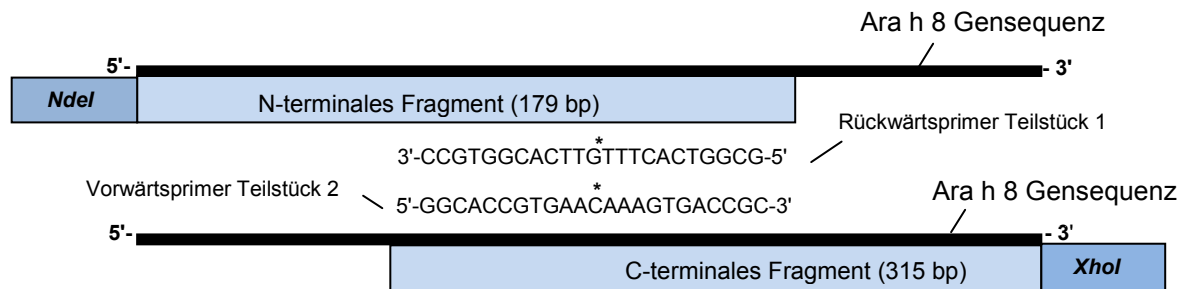 Ara h 8 Gensequenz
5'- - 3'
NdeI N-terminales Fragment (179 bp)
*
Rückwärtsprimer Teilstück 1
3'-CCGTGGCACTTGTTTCACTGGCG-5'
*
Vorwärtsprimer Teilstück 2
5'-GGCACCGTGAACAAAGTGACCGC-3'
Ara h 8 Gensequenz
5'- - 3'
C-terminales Fragment (315 bp) XhoI